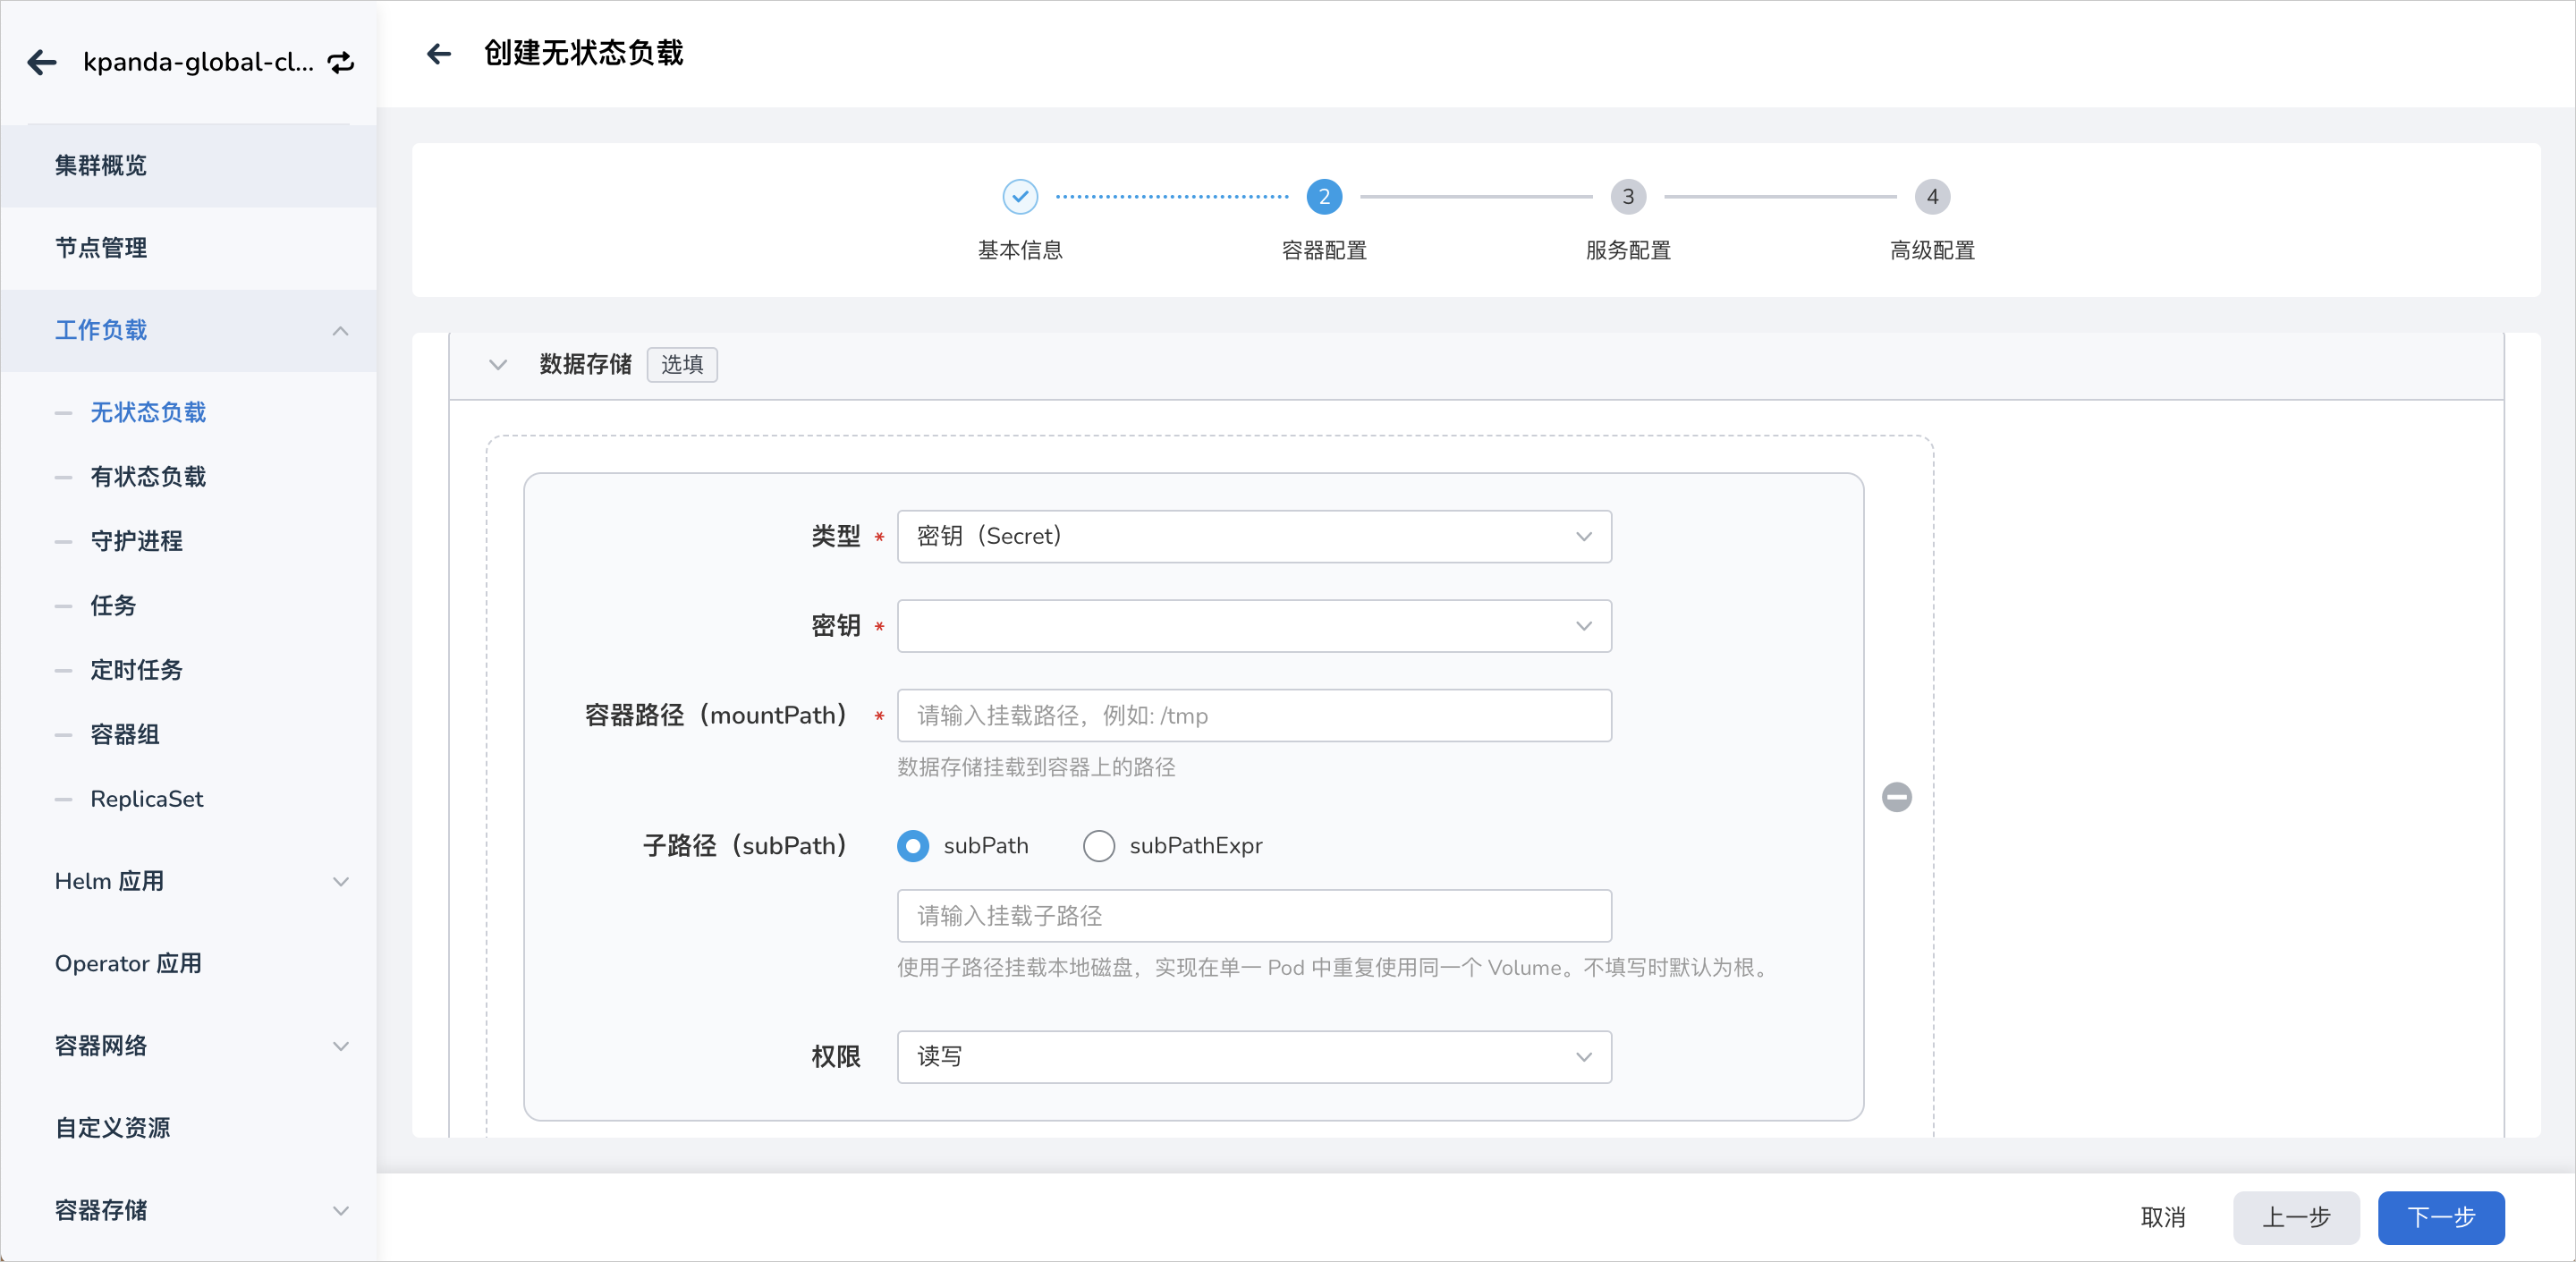 kpanda-global-cl...
集群概览
节点管理
工作负载
无状态负载
有状态负载
守护进程
任务
定时任务
容器组
ReplicaSet
Helm 应用
Operator 应用
容器网络
自定义资源
容器存储
创建无状态负载
2
3
4
基本信息
容器配置
服务配置
高级配置
数据存储 选填
类型 * 密钥（Secret）
密钥 *
容器路径（mountPath） * 请输入挂载路径，例如: /tmp
数据存储挂载到容器上的路径
子路径（subPath） subPath subPathExpr
请输入挂载子路径
使用子路径挂载本地磁盘，实现在单一 Pod 中重复使用同一个 Volume。不填写时默认为根。
权限 读写
取消 上一步 下一步